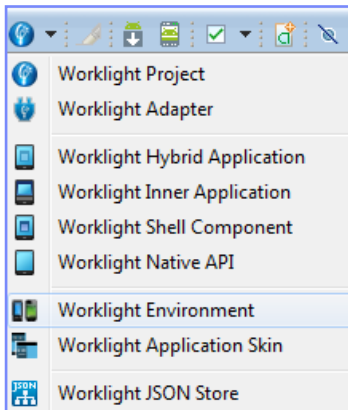 Worklight Project
Worklight Adapter
Worklight Hybrid Application
Worklight Inner Application
Worklight Shell Component
Worklight Native API
Worklight Environment
Worklight Application Skin
JSON
Worklight JSON Store